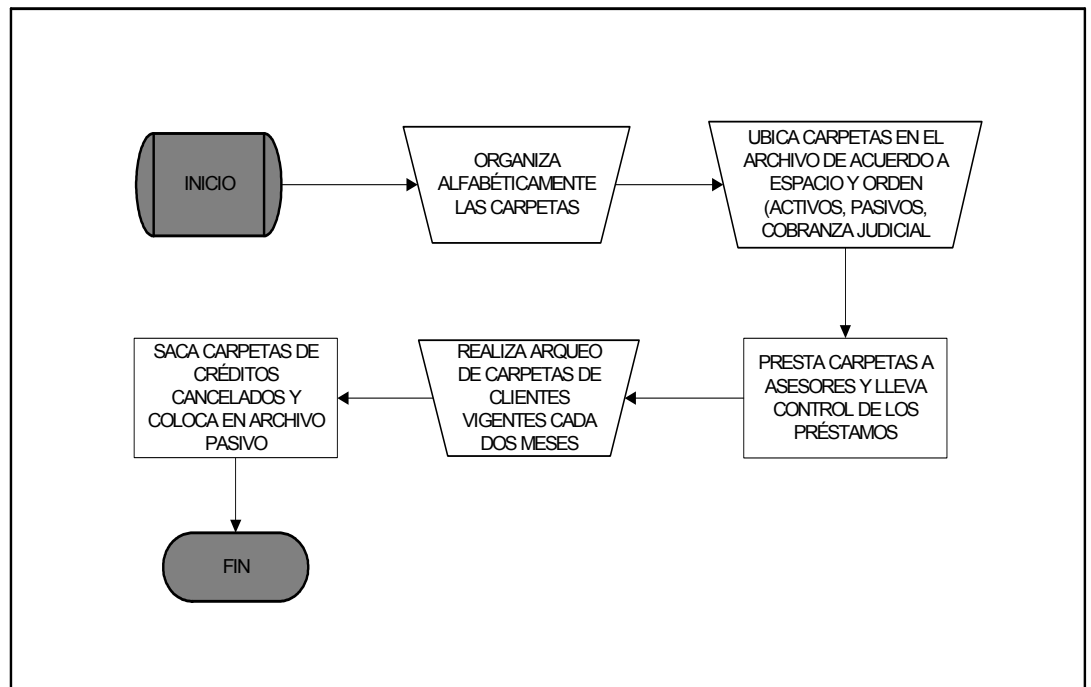 INICIO
ORGANIZA
ALFABÉTICAMENTE
LAS CARPETAS
UBICA CARPETAS EN EL
ARCHIVO DE ACUERDO A
ESPACIO Y ORDEN
(ACTIVOS, PASIVOS,
COBRANZA JUDICIAL
PRESTA CARPETAS A
ASESORES Y LLEVA
CONTROL DE LOS
PRÉSTAMOS
REALIZA ARQUEO
DE CARPETAS DE
CLIENTES
VIGENTES CADA
DOS MESES
SACA CARPETAS DE
CRÉDITOS
CANCELADOS Y
COLOCA EN ARCHIVO
PASIVO
FIN